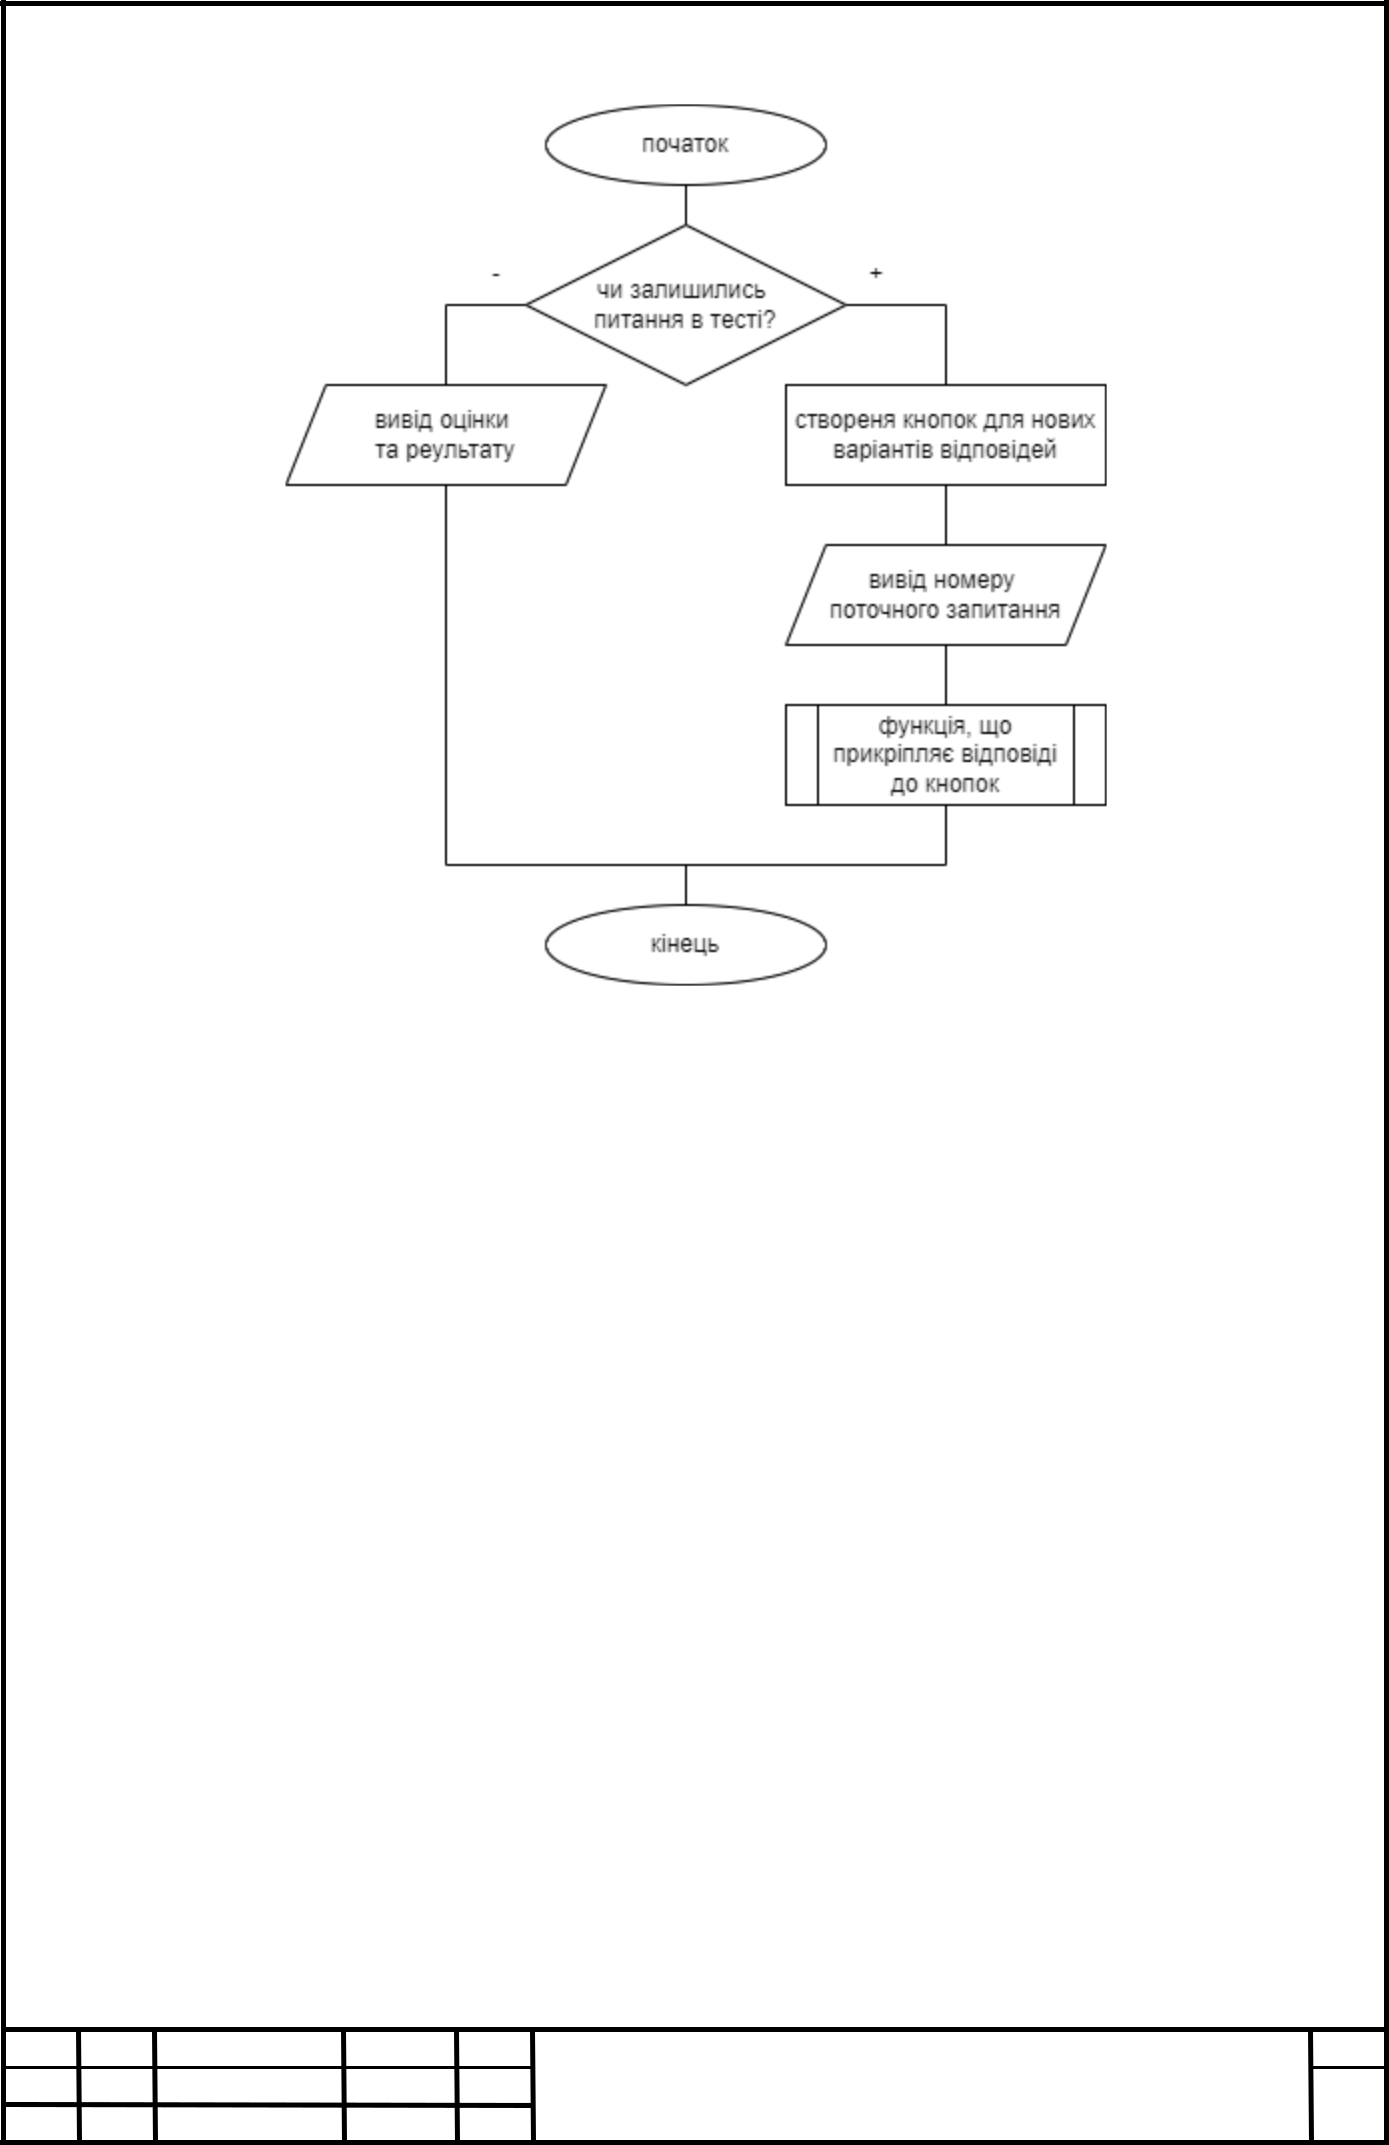 початок
-
+
чи залишились
питання в тесті?
вивід оцінки
та реультату
створеня кнопок для нових
варіантів відповідей
вивід номеру
поточного запитання
функція, що
прикріпляє відповіді
до кнопок
кінець